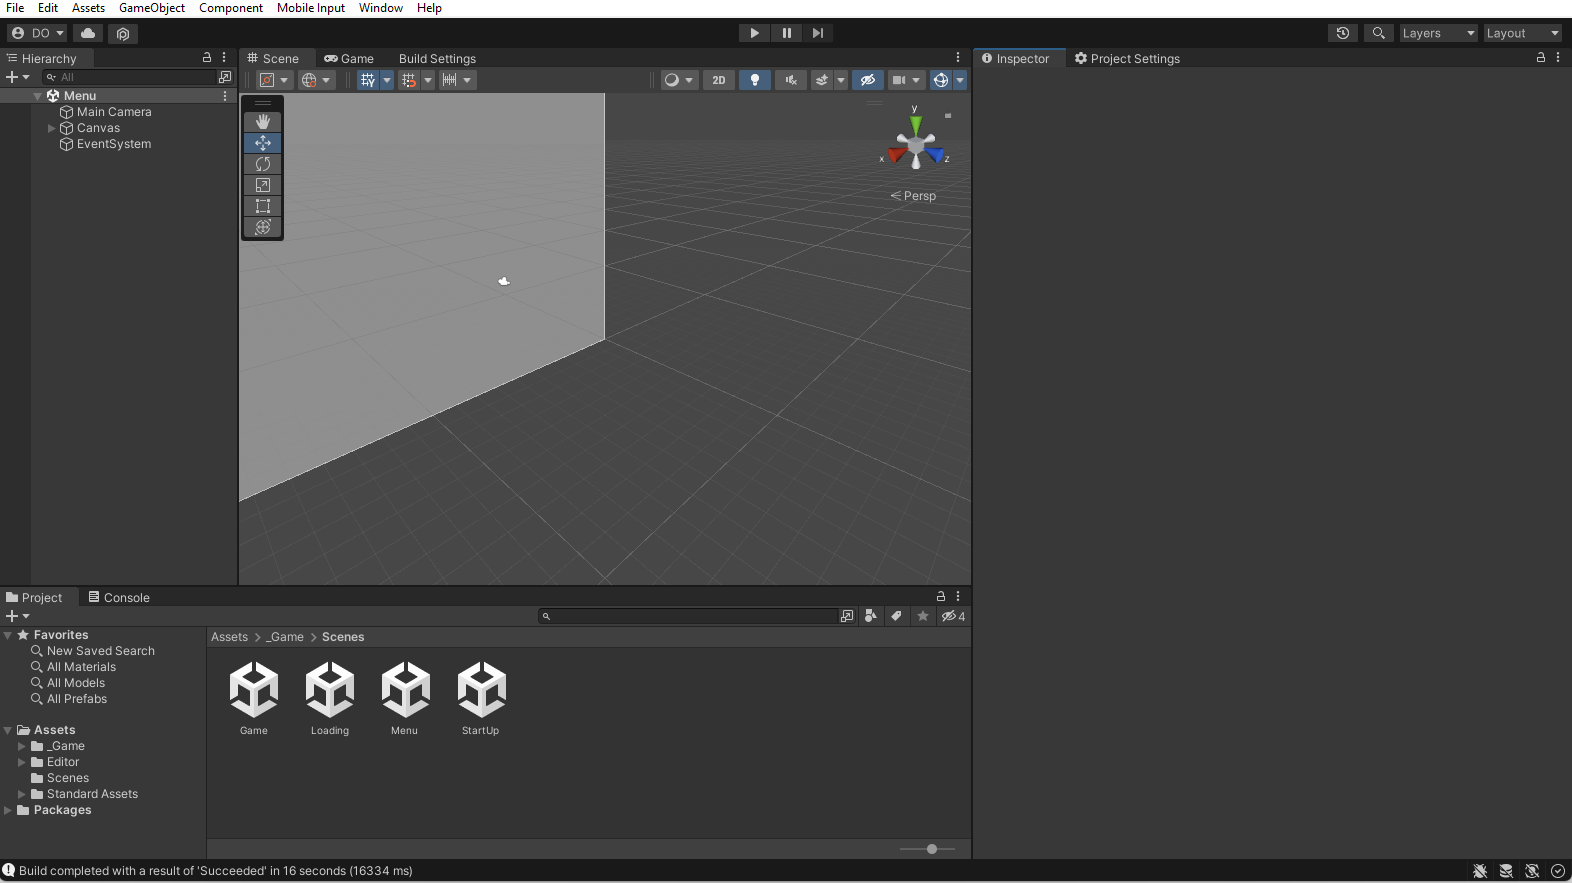 File Edit Assets GameObject Component Mobile Input Window Help
DO Layers Layout
Hierarchy Scene Game Build Settings Inspector Project Settings
All 2D
Menu
Main Camera
Canvas
EventSystem
y
x z
Persp
Project Console
4
Favorites
New Saved Search
All Materials
All Models
All Prefabs
Assets
_Game
Editor
Scenes
Standard Assets
Packages
Assets > _Game > Scenes
Game Loading Menu StartUp
Build completed with a result of 'Succeeded' in 16 seconds (16334 ms)